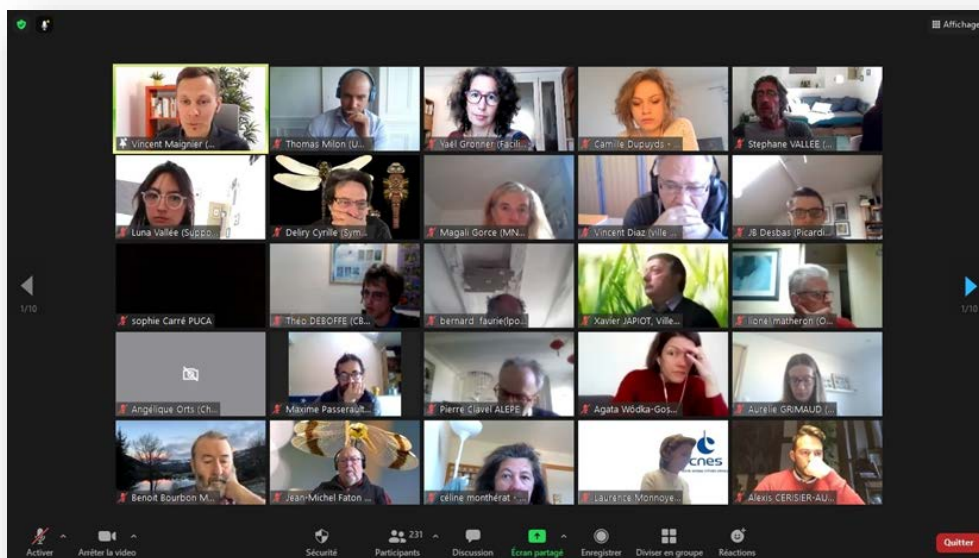 Affichage
Vincent Maignier (...
Thomas Milon (U...
Yaël Gronner (Facili...
Camille Dupuyds - ...
Stephane VALLEE (...
Luna Vallée (Suppo...
Deliry Cyrille (Sym...
Magali Gorce (MN...
Vincent Diaz (ville ...
JB Desbas (Picardi...
sophie Carré PUCA
Théo DEBOFFE (CB...
bernard faurie(lpo...
Xavier JAPIOT, Ville...
lionel matheron (O...
1/10
1/10
Angélique Orts (Ch...
Maxime Passerault...
Pierre Clavel ALEPE
Agata Wódka-Gos...
Aurelie GRIMAUD (...
cnes
Benoit Bourbon M...
Jean-Michel Faton ...
céline monthérat - ...
Laurence Monnoye...
Alexis CERISIER-AU...
231
Activer
Arrêter la video
Sécurité
Participants
Discussion
Écran partagé
Enregistrer
Diviser en groupe
Réactions
Quitter